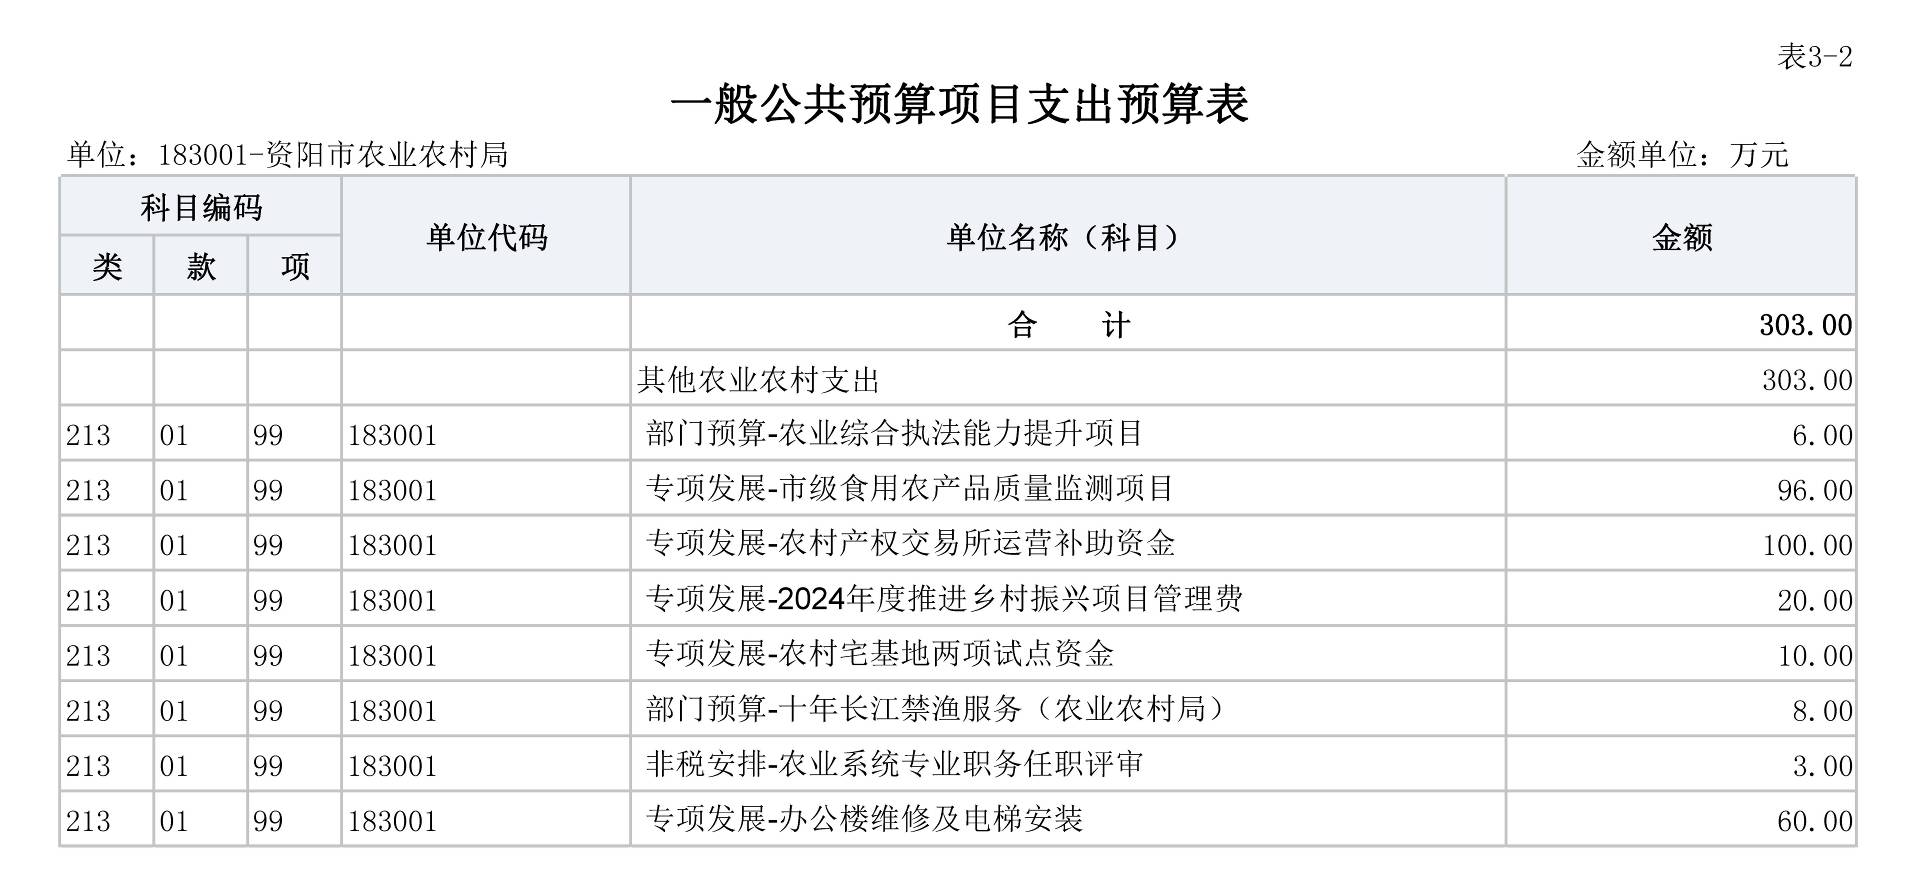 表3-2
一般公共预算项目支出预算表
单位：183001-资阳市农业农村局 金额单位：万元
科目编码 单位代码 单位名称（科目） 金额
类 款 项
合 计 303.00
其他农业农村支出 303.00
213 01 99 183001 部门预算-农业综合执法能力提升项目 6.00
213 01 99 183001 专项发展-市级食用农产品质量监测项目 96.00
213 01 99 183001 专项发展-农村产权交易所运营补助资金 100.00
213 01 99 183001 专项发展-2024年度推进乡村振兴项目管理费 20.00
213 01 99 183001 专项发展-农村宅基地两项试点资金 10.00
213 01 99 183001 部门预算-十年长江禁渔服务（农业农村局） 8.00
213 01 99 183001 非税安排-农业系统专业职务任职评审 3.00
213 01 99 183001 专项发展-办公楼维修及电梯安装 60.00